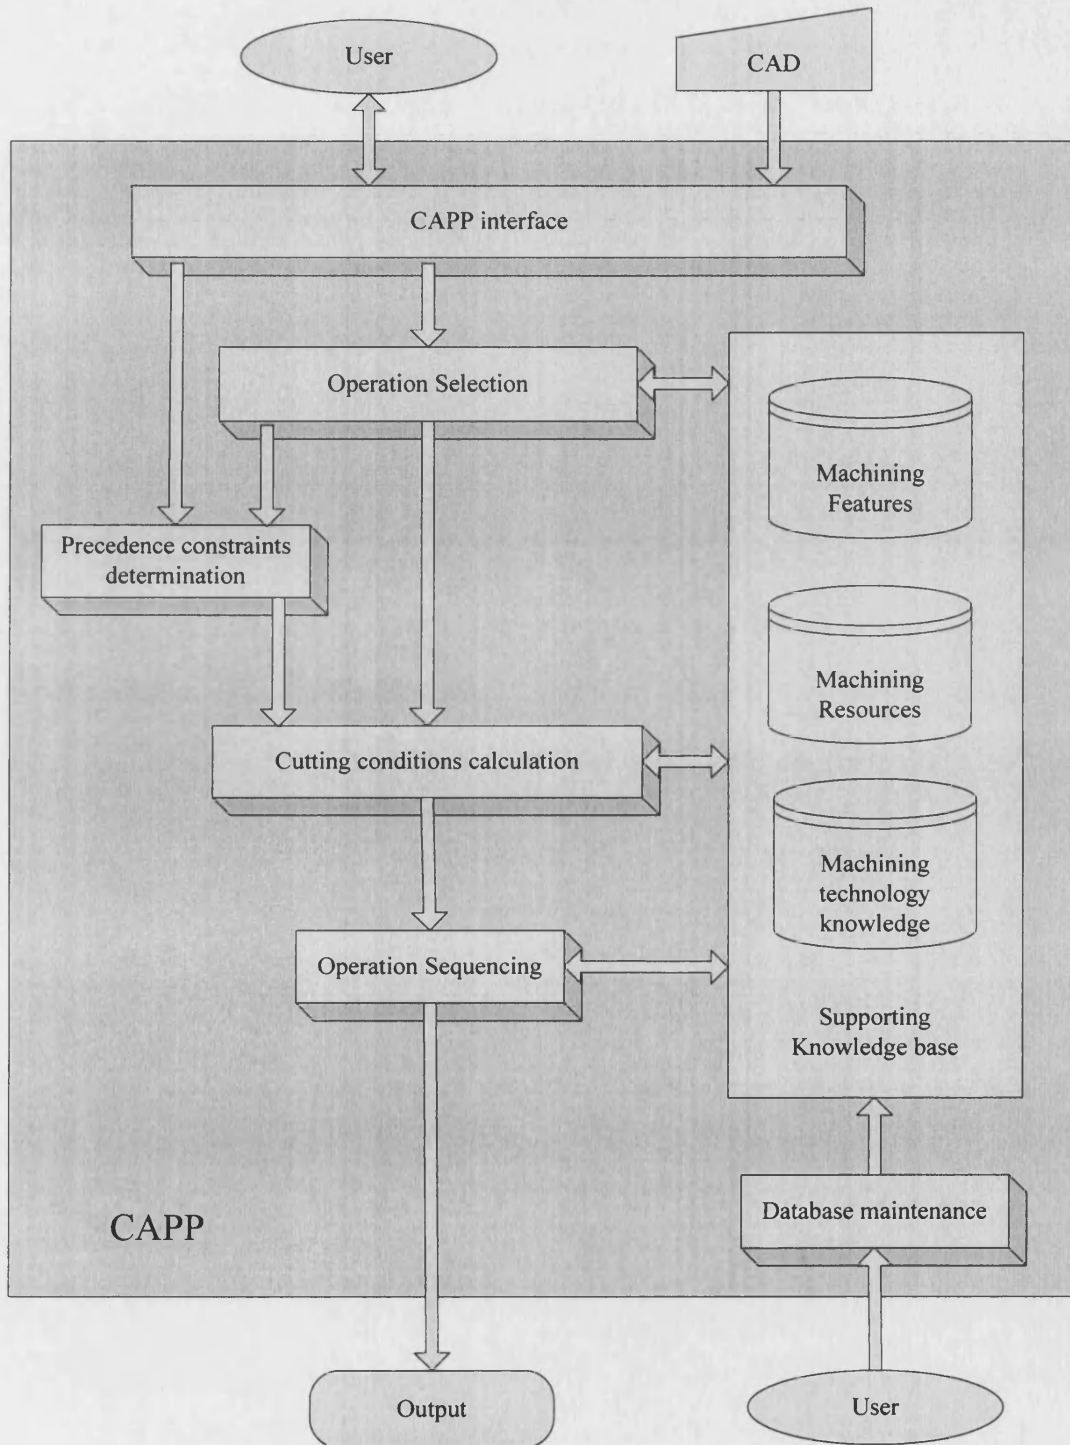 User
CAD
CAPP interface
Operation Selection
Machining
Features
Precedence constraints
determination
Machining
Resources
Cutting conditions calculation
Machining
technology
knowledge
Operation Sequencing
Supporting
Knowledge base
Database maintenance
CAPP
Output
User